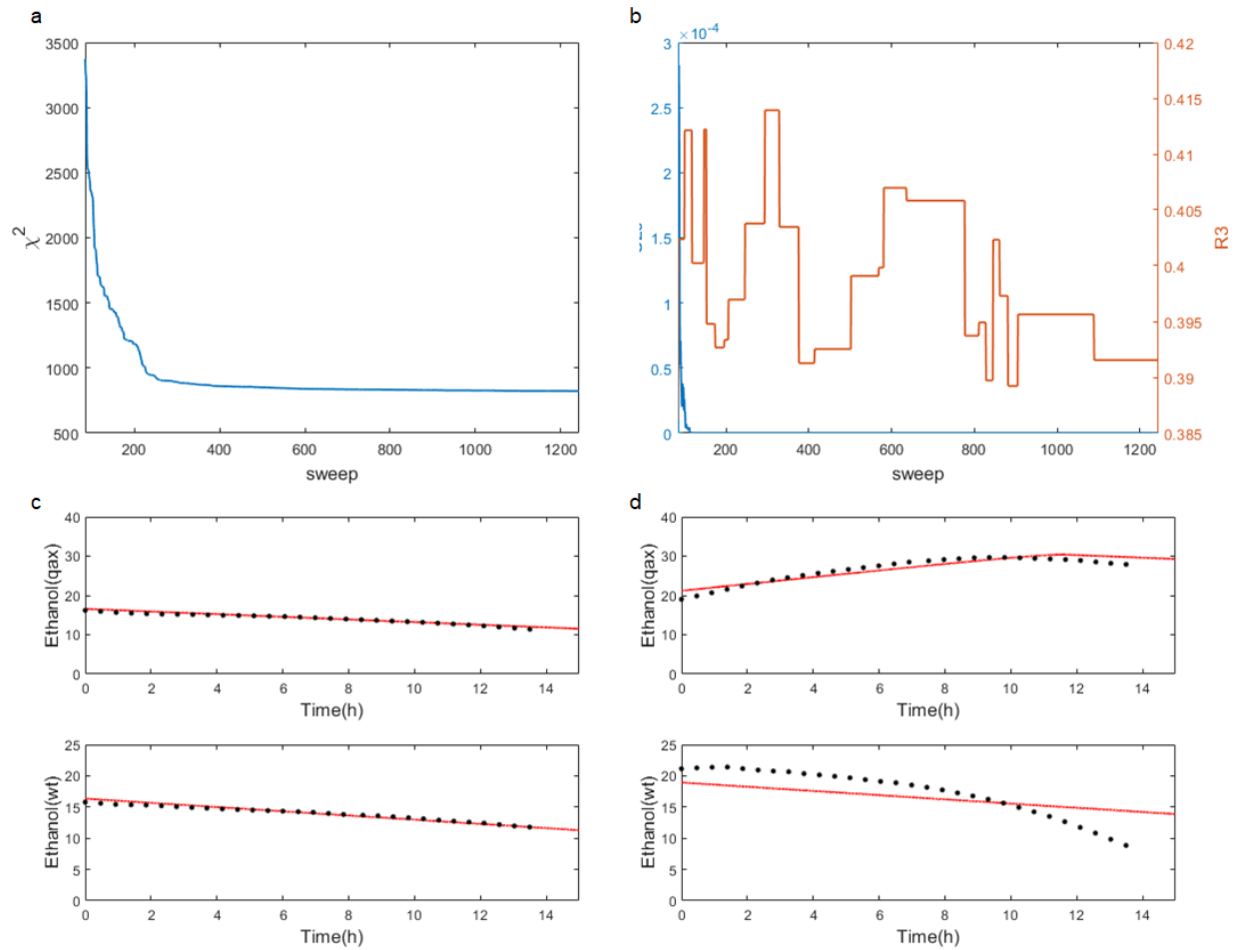 a
3500
3000
2500
2000
1500
1000
500
χ2
200 400 600 800 1000 1200
sweep
b
×10-4
3
2.5
2
1.5
1
0.5
0
0.42
0.415
0.41
0.405
0.4
0.395
0.39
0.385
R3
200 400 600 800 1000 1200
sweep
c
40
30
20
10
0
Ethanol(qax)
0 2 4 6 8 10 12 14
Time(h)
25
20
15
10
5
0
Ethanol(wt)
0 2 4 6 8 10 12 14
Time(h)
d
40
30
20
10
0
Ethanol(qax)
0 2 4 6 8 10 12 14
Time(h)
25
20
15
10
5
0
Ethanol(wt)
0 2 4 6 8 10 12 14
Time(h)